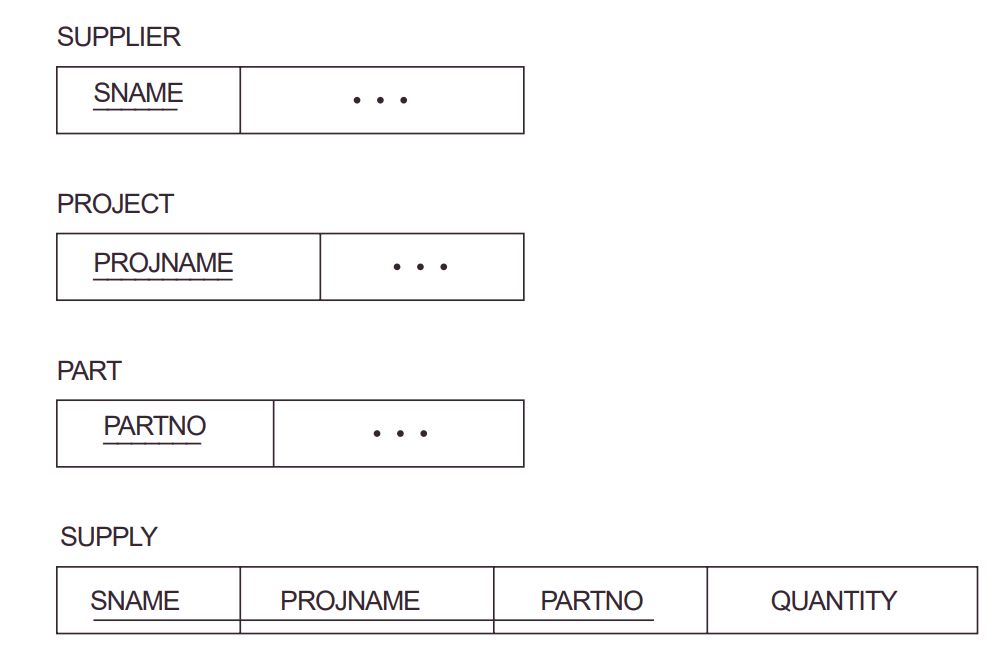 SUPPLIER
SNAME • • •
PROJECT
PROJNAME • • •
PART
PARTNO • • •
SUPPLY
SNAME PROJNAME PARTNO QUANTITY